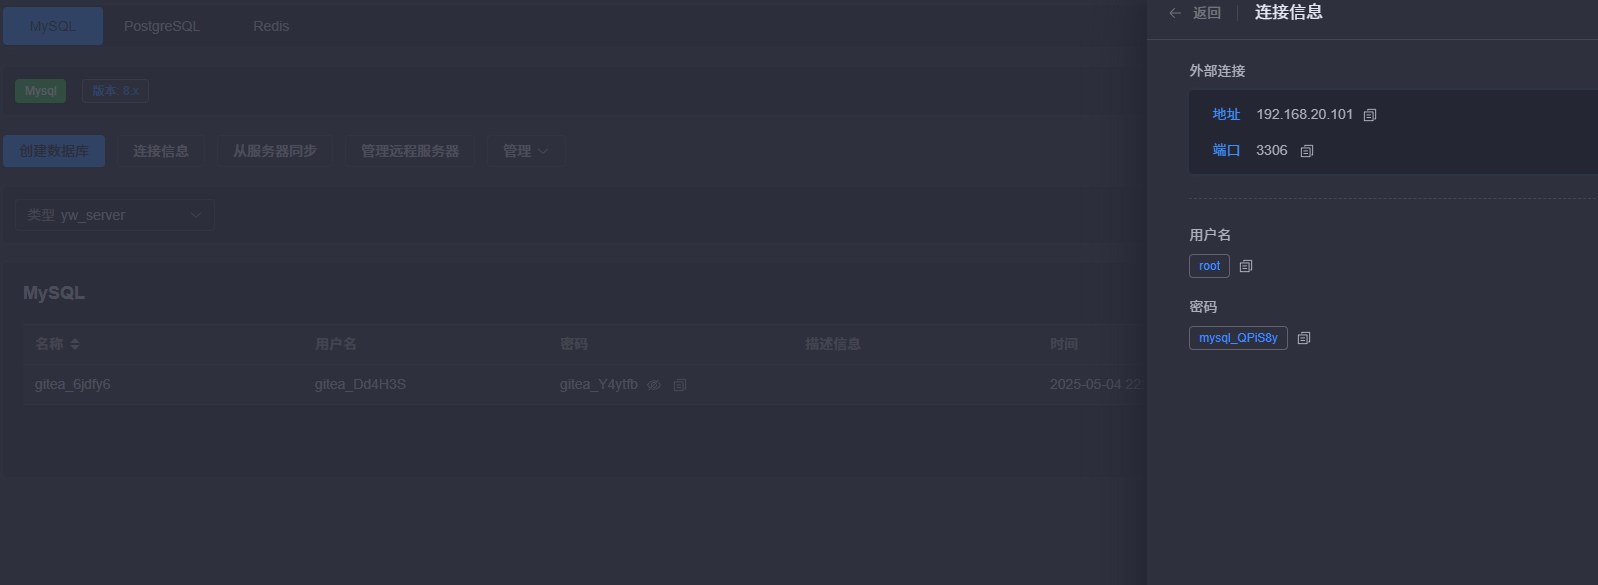 MySQL PostgreSQL Redis
Mysql 版本: 8.x
创建数据库 连接信息 从服务器同步 管理远程服务器 管理
类型 yw_server
MySQL
名称 用户名 密码 描述信息 时间
gitea_6jdfy6 gitea_Dd4H3S gitea_Y4ytfb 2025-05-04 22:
返回 连接信息
外部连接
地址 192.168.20.101
端口 3306
用户名
root
密码
mysql_QPiS8y